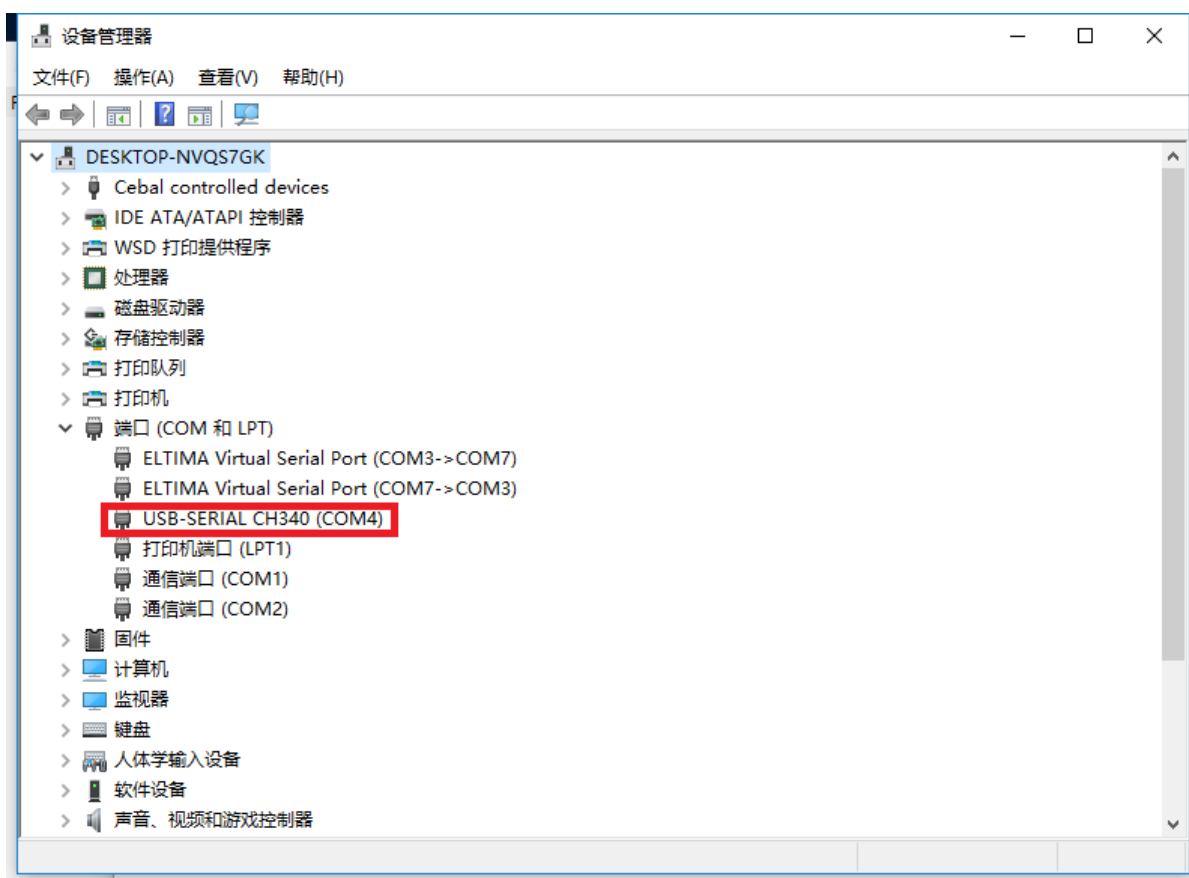 设备管理器
文件(F) 操作(A) 查看(V) 帮助(H)
DESKTOP-NVQS7GK
Cebal controlled devices
IDE ATA/ATAPI 控制器
WSD 打印提供程序
处理器
磁盘驱动器
存储控制器
打印队列
打印机
端口 (COM 和 LPT)
ELTIMA Virtual Serial Port (COM3->COM7)
ELTIMA Virtual Serial Port (COM7->COM3)
USB-SERIAL CH340 (COM4)
打印机端口 (LPT1)
通信端口 (COM1)
通信端口 (COM2)
固件
计算机
监视器
键盘
人体学输入设备
软件设备
声音、视频和游戏控制器